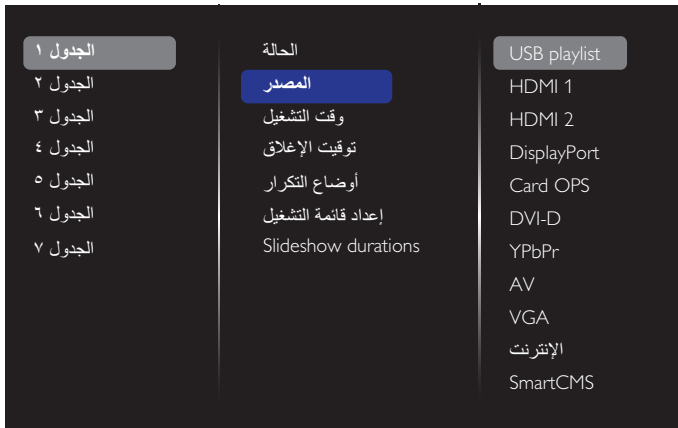 الجدول ١
الجدول ٢
الجدول ٣
الجدول ٤
الجدول ٥
الجدول ٦
الجدول ٧
الحالة
المصدر
وقت التشغيل
توقيت الإغلاق
أوضاع التكرار
إعداد قائمة التشغيل
Slideshow durations
USB playlist
HDMI 1
HDMI 2
DisplayPort
Card OPS
DVI-D
YPbPr
AV
VGA
الإنترنت
SmartCMS